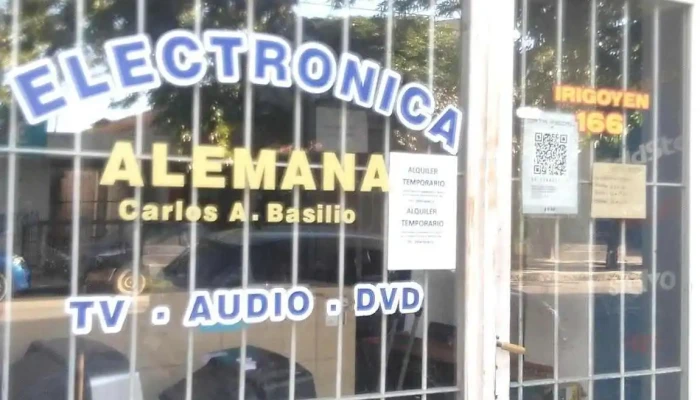 ELECTRONICA
ALEMANA
Carlos A. Basilio
TV - AUDIO - DVD
ALQUILER
TEMPORARIO
ALQUILER
TEMPORARIO
IRIGOYEN
166